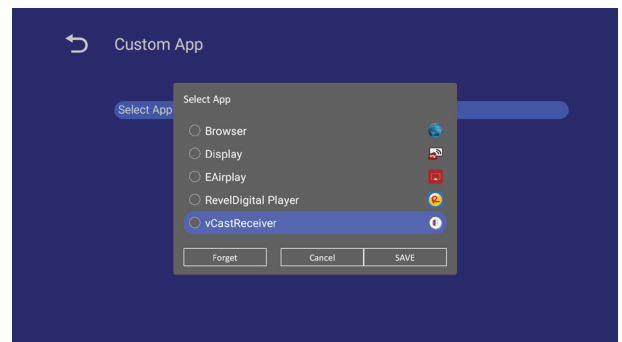 Custom App
Select App
Select App
Browser
Display
EAirplay
RevelDigital Player
vCastReceiver
Forget Cancel SAVE